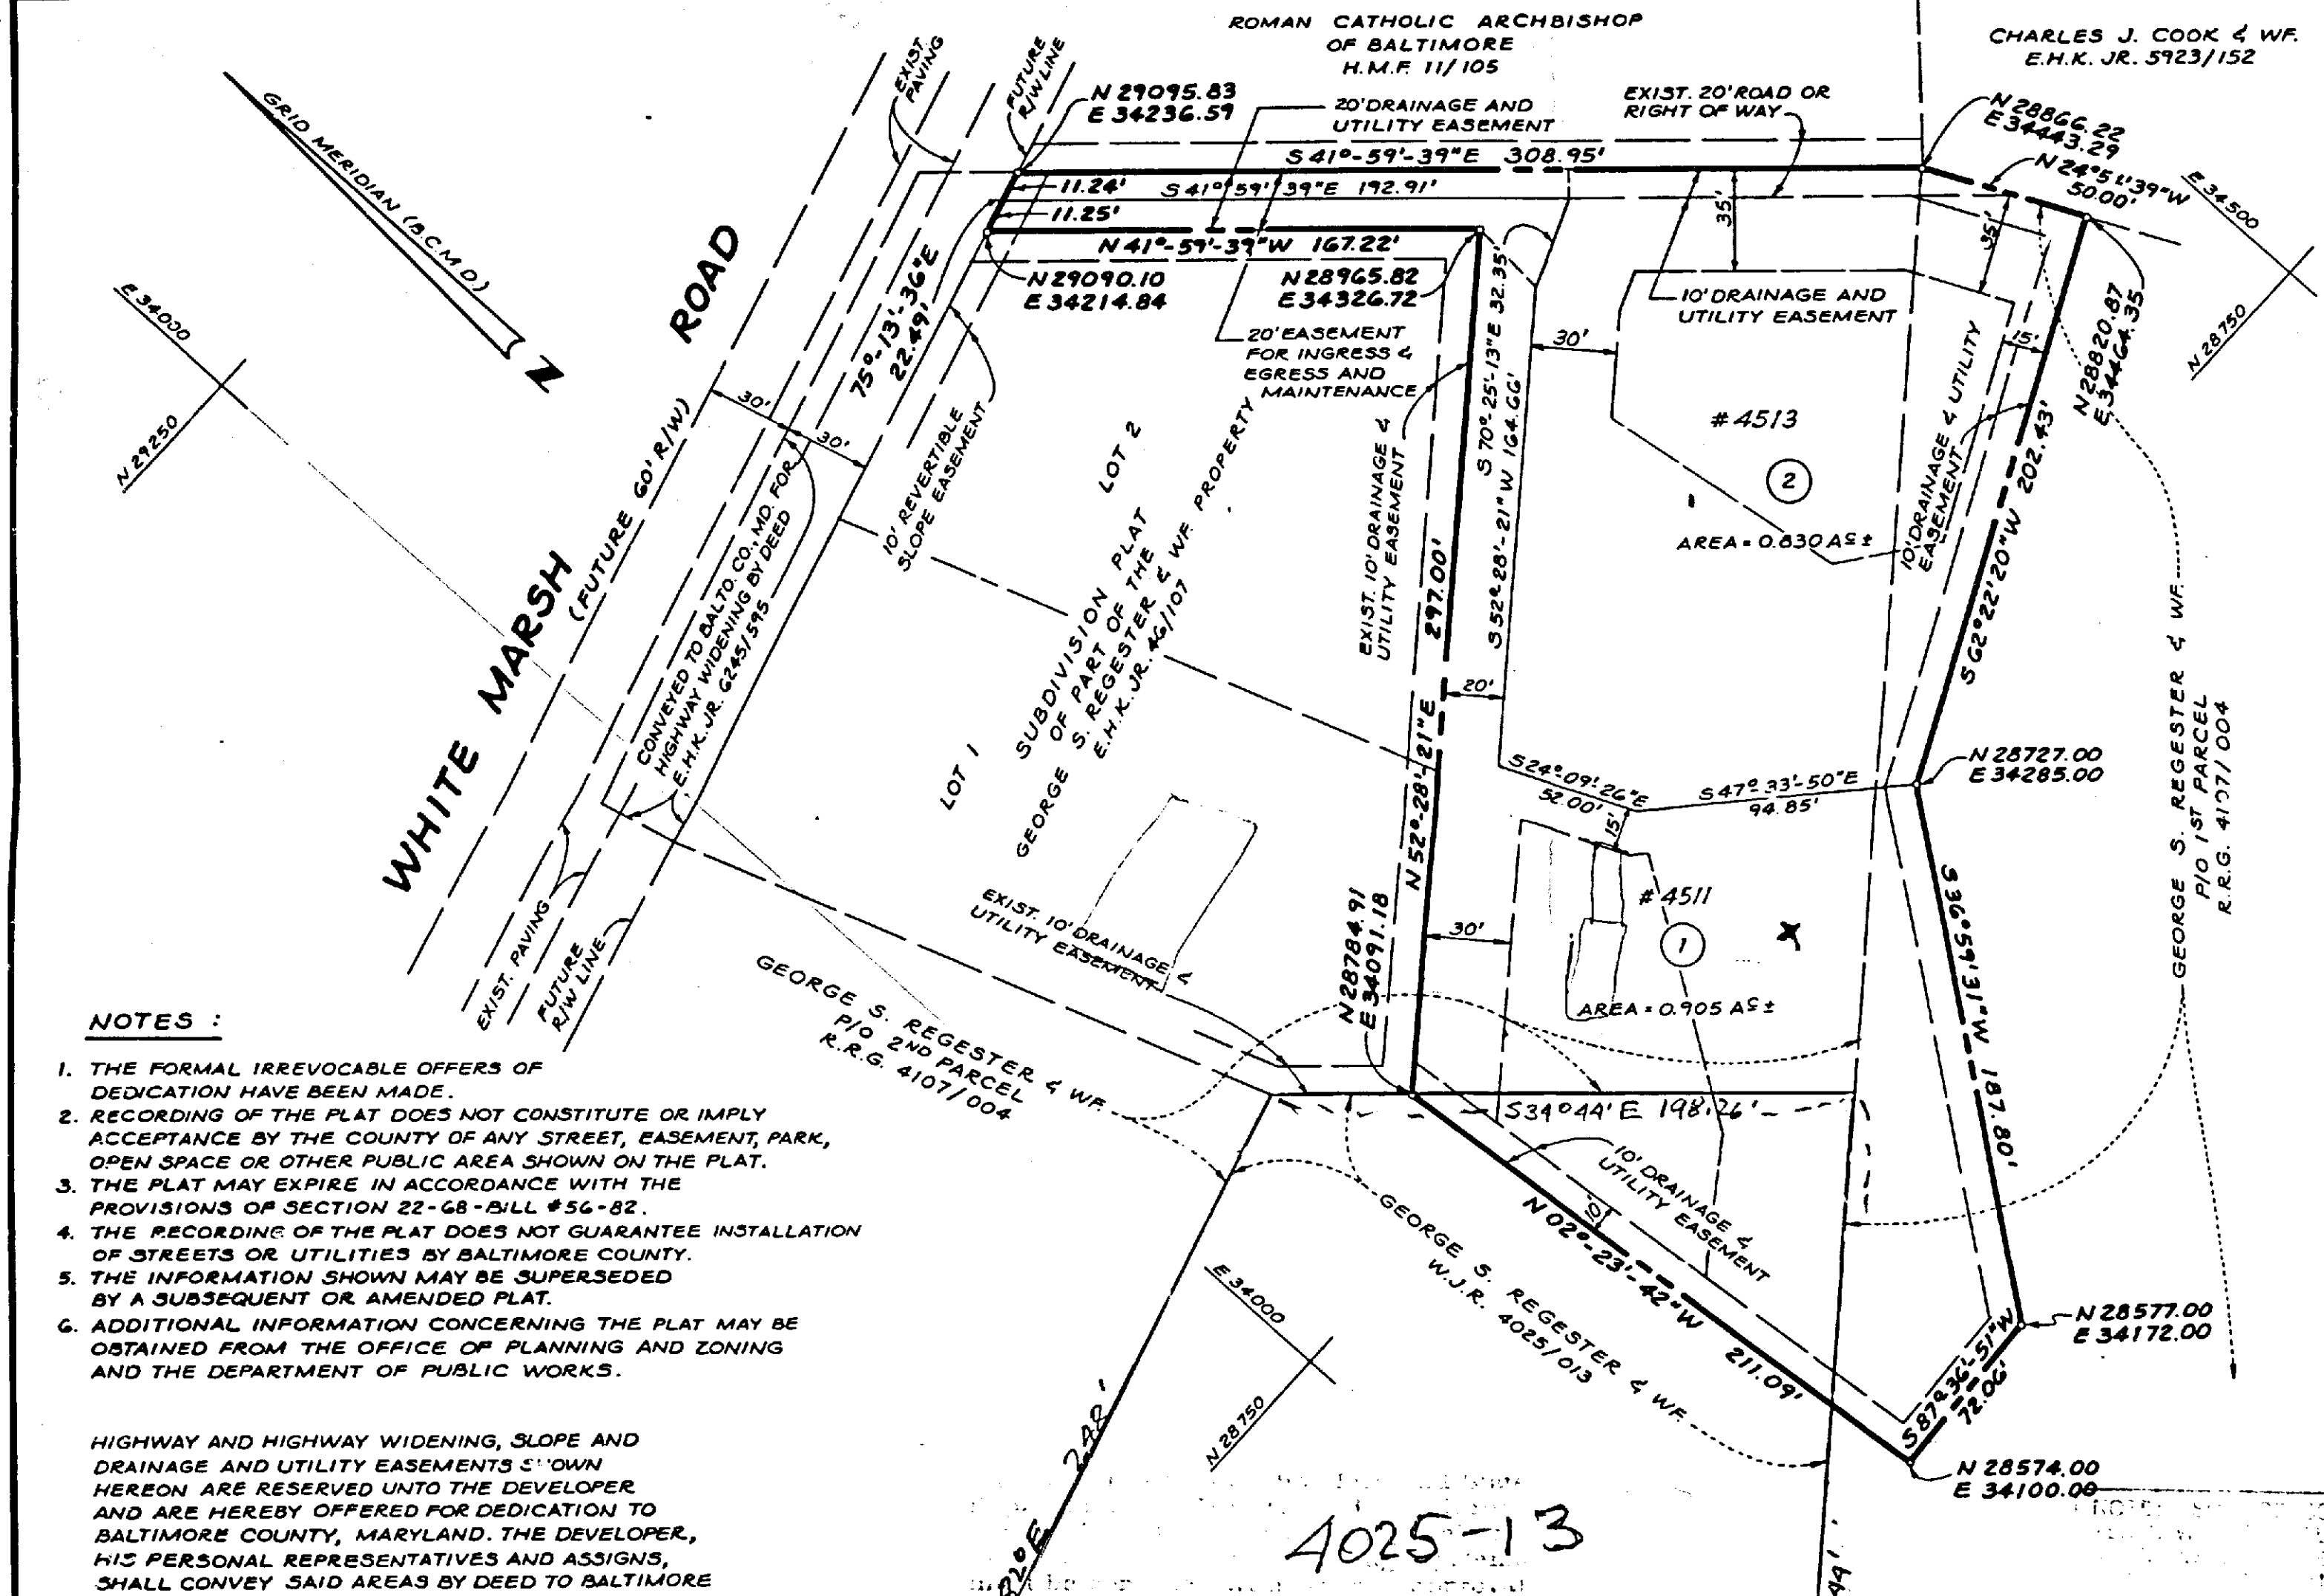 ROMAN CATHOLIC ARCHBISHOP
OF BALTIMORE
H.M.F. 11/105
CHARLES J. COOK & WF.
E.H.K. JR. 5923/152
GRID MERIDIAN (B.C.M.D.)
N
EXIST. PAVING
FUTURE
R/W LINE
N 29095.83
E 34236.59
20' DRAINAGE AND
UTILITY EASEMENT
EXIST. 20' ROAD OR
RIGHT OF WAY
N 28866.22
E 34443.29
S 41°-59'-39"E 308.95'
N 24°51'39"W
50.00'
E 34500
N 28750
11.24'
S 41°59'39"E 192.91'
11.25'
N 41°-59'-39"W 167.22'
35'
35'
N 29090.10
E 34214.84
N 28965.82
E 34326.72
10' DRAINAGE AND
UTILITY EASEMENT
20' EASEMENT
FOR INGRESS &
EGRESS AND
MAINTENANCE
N 28820.87
E 34464.35
E 34000
N 29250
WHITE MARSH ROAD
(FUTURE 60' R/W)
75°-13'-36"E
22.49'
30'
30'
10' REVERTIBLE
SLOPE EASEMENT
CONVEYED TO BALTO. CO., MD. FOR
HIGHWAY WIDENING BY DEED
E.H.K. JR. 6245/595
LOT 2
LOT 1
SUBDIVISION PLAT
OF PART OF THE
GEORGE S. REGESTER & WF. PROPERTY
E.H.K. JR. 46/107
EXIST. 10' DRAINAGE &
UTILITY EASEMENT
S 70°-25'-13"E 32.35'
S 52°-28'-21"W 164.66'
N 52°-28'-21"E 297.00'
30'
15'
# 4513
2
AREA = 0.830 AC ±
10' DRAINAGE & UTILITY
EASEMENT
S 62°22'20"W 202.43'
20'
S 24°-09'-26"E
52.00'
S 47°33'-50"E
94.85'
N 28727.00
E 34285.00
GEORGE S. REGESTER & WF.
P/O 1ST PARCEL
R.R.G. 4107/004
15'
# 4511
1
30'
AREA = 0.905 AC ±
S 36°59'31"W 187.80'
N 28784.91
E 34091.18
EXIST. 10' DRAINAGE &
UTILITY EASEMENT
EXIST. PAVING
FUTURE
R/W LINE
GEORGE S. REGESTER & WF.
P/O 2ND PARCEL
R.R.G. 4107/004
S 34°44' E 198.26'
10' DRAINAGE &
UTILITY EASEMENT
10'
N 02°-23'-42"W 211.09'
GEORGE S. REGESTER & WF.
W.J.R. 4025/013
N 28577.00
E 34172.00
S 87°36'-51"W
72.06'
N 28574.00
E 34100.00
E 34000
N 28750
248'
82°E
44'
4025-13
NOTES :
1. THE FORMAL IRREVOCABLE OFFERS OF
DEDICATION HAVE BEEN MADE.
2. RECORDING OF THE PLAT DOES NOT CONSTITUTE OR IMPLY
ACCEPTANCE BY THE COUNTY OF ANY STREET, EASEMENT, PARK,
OPEN SPACE OR OTHER PUBLIC AREA SHOWN ON THE PLAT.
3. THE PLAT MAY EXPIRE IN ACCORDANCE WITH THE
PROVISIONS OF SECTION 22-68-BILL #56-82.
4. THE RECORDING OF THE PLAT DOES NOT GUARANTEE INSTALLATION
OF STREETS OR UTILITIES BY BALTIMORE COUNTY.
5. THE INFORMATION SHOWN MAY BE SUPERSEDED
BY A SUBSEQUENT OR AMENDED PLAT.
6. ADDITIONAL INFORMATION CONCERNING THE PLAT MAY BE
OBTAINED FROM THE OFFICE OF PLANNING AND ZONING
AND THE DEPARTMENT OF PUBLIC WORKS.
HIGHWAY AND HIGHWAY WIDENING, SLOPE AND
DRAINAGE AND UTILITY EASEMENTS SHOWN
HEREON ARE RESERVED UNTO THE DEVELOPER
AND ARE HEREBY OFFERED FOR DEDICATION TO
BALTIMORE COUNTY, MARYLAND. THE DEVELOPER,
HIS PERSONAL REPRESENTATIVES AND ASSIGNS,
SHALL CONVEY SAID AREAS BY DEED TO BALTIMORE